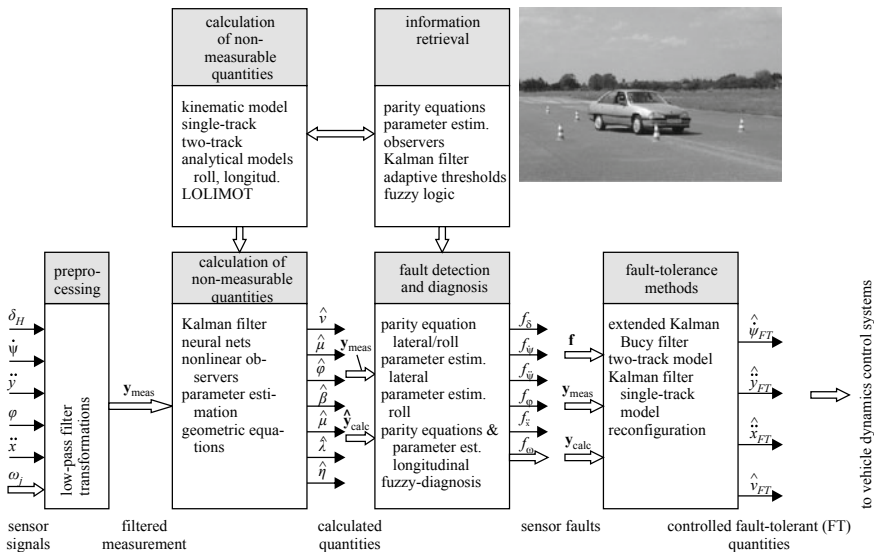 calculation
of non-
measurable
quantities
kinematic model
single-track
two-track
analytical models
roll, longitud.
LOLIMOT
information
retrieval
parity equations
parameter estim.
observers
Kalman filter
adaptive thresholds
fuzzy logic
preproc-
cessing
low-pass filter
transformations
δH
ψ̇
ÿ
φ
ẍ
ωj
sensor
signals
ymeas
filtered
measurement
calculation of
non-measurable
quantities
Kalman filter
neural nets
nonlinear ob-
servers
parameter esti-
mation
geometric equa-
tions
v̂
μ̂
φ̂
β̂
μ̂
λ̂
η̂
calculated
quantities
ymeas
ŷcalc
fault detection
and diagnosis
parity equation
lateral/roll
parameter estim.
lateral
parameter estim.
roll
parity equations &
parameter est.
longitudinal
fuzzy-diagnosis
fδ
fψ̇
fÿ
fφ
fẍ
fω
sensor faults
f
ymeas
ycalc
fault-tolerance
methods
extended Kalman
Bucy filter
two-track model
Kalman filter
single-track
model
reconfiguration
ψ̇̂FT
ÿ̂FT
ẍ̂FT
v̂FT
controlled fault-tolerant (FT)
quantities
to vehicle dynamics control systems